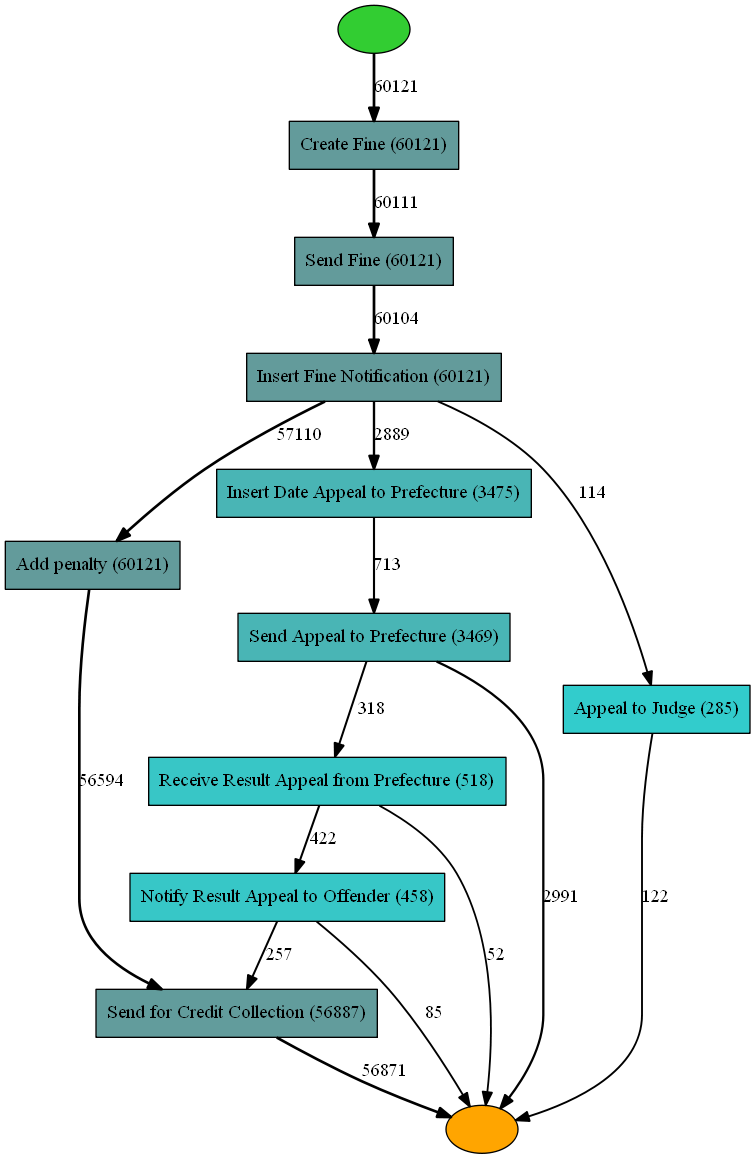 60121
Create Fine (60121)
60111
Send Fine (60121)
60104
Insert Fine Notification (60121)
57110
2889
114
Insert Date Appeal to Prefecture (3475)
Add penalty (60121)
713
Send Appeal to Prefecture (3469)
318
Appeal to Judge (285)
56594
Receive Result Appeal from Prefecture (518)
422
Notify Result Appeal to Offender (458)
2991
122
257
52
85
Send for Credit Collection (56887)
56871